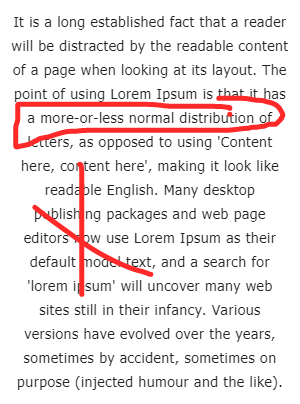 It is a long established fact that a reader
will be distracted by the readable content
of a page when looking at its layout. The
point of using Lorem Ipsum is that it has
a more-or-less normal distribution of
letters, as opposed to using 'Content
here, content here', making it look like
readable English. Many desktop
publishing packages and web page
editors now use Lorem Ipsum as their
default model text, and a search for
'lorem ipsum' will uncover many web
sites still in their infancy. Various
versions have evolved over the years,
sometimes by accident, sometimes on
purpose (injected humour and the like).